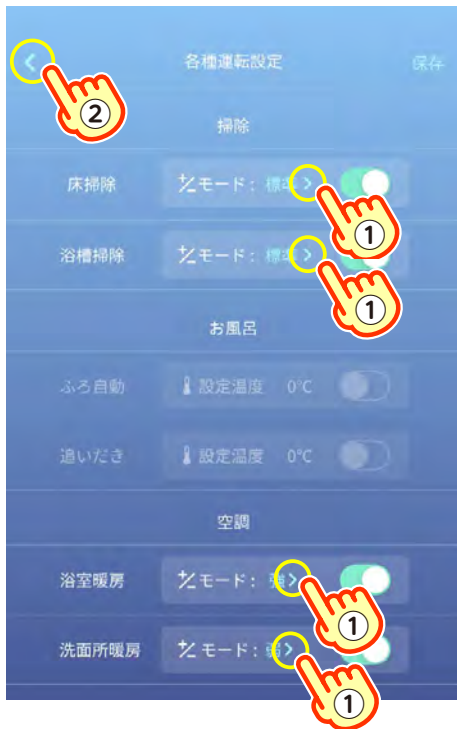 各種運転設定
保存
②
掃除
床掃除
モード： 標準
①
浴槽掃除
モード： 標準
①
お風呂
ふろ自動
設定温度 0℃
追いだき
設定温度 0℃
空調
浴室暖房
モード： 強
①
洗面所暖房
モード： 強
①